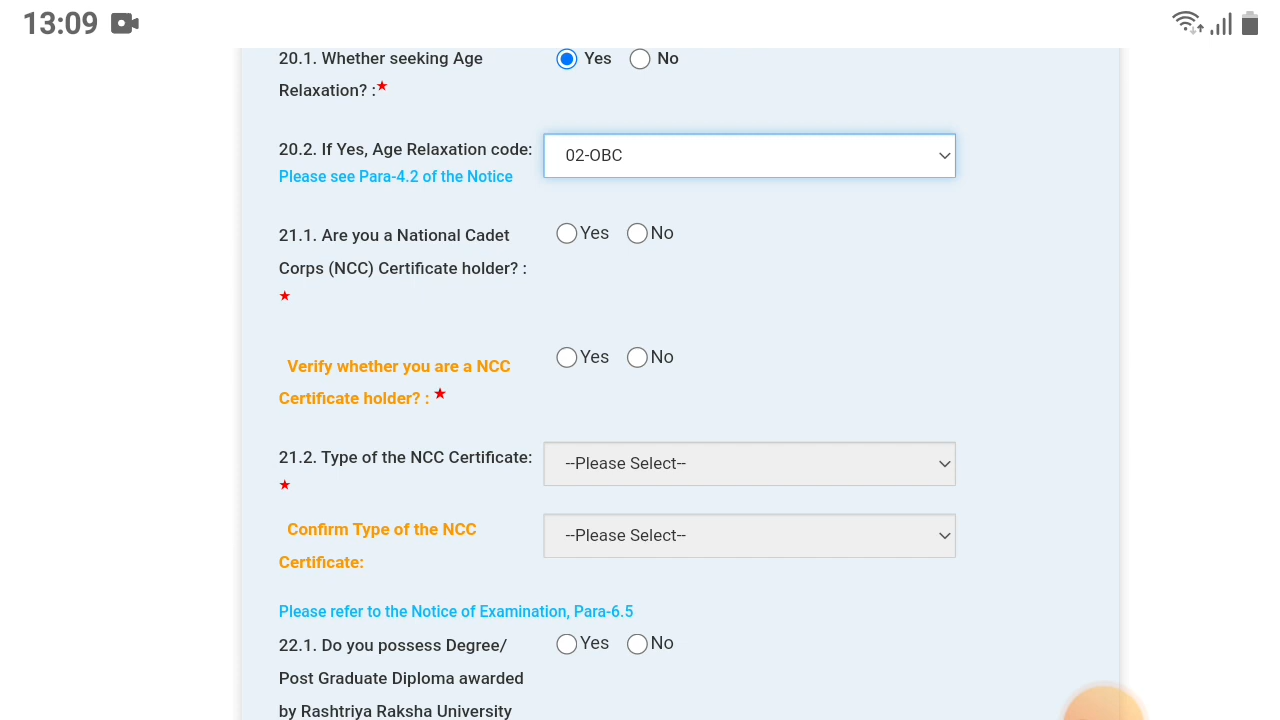 13:09
20.1. Whether seeking Age Yes No
Relaxation? :★
20.2. If Yes, Age Relaxation code: 02-OBC
Please see Para-4.2 of the Notice
21.1. Are you a National Cadet Yes No
Corps (NCC) Certificate holder? :
★
Verify whether you are a NCC Yes No
Certificate holder? : ★
21.2. Type of the NCC Certificate: --Please Select--
★
Confirm Type of the NCC --Please Select--
Certificate:
Please refer to the Notice of Examination, Para-6.5
22.1. Do you possess Degree/ Yes No
Post Graduate Diploma awarded
by Rashtriya Raksha University